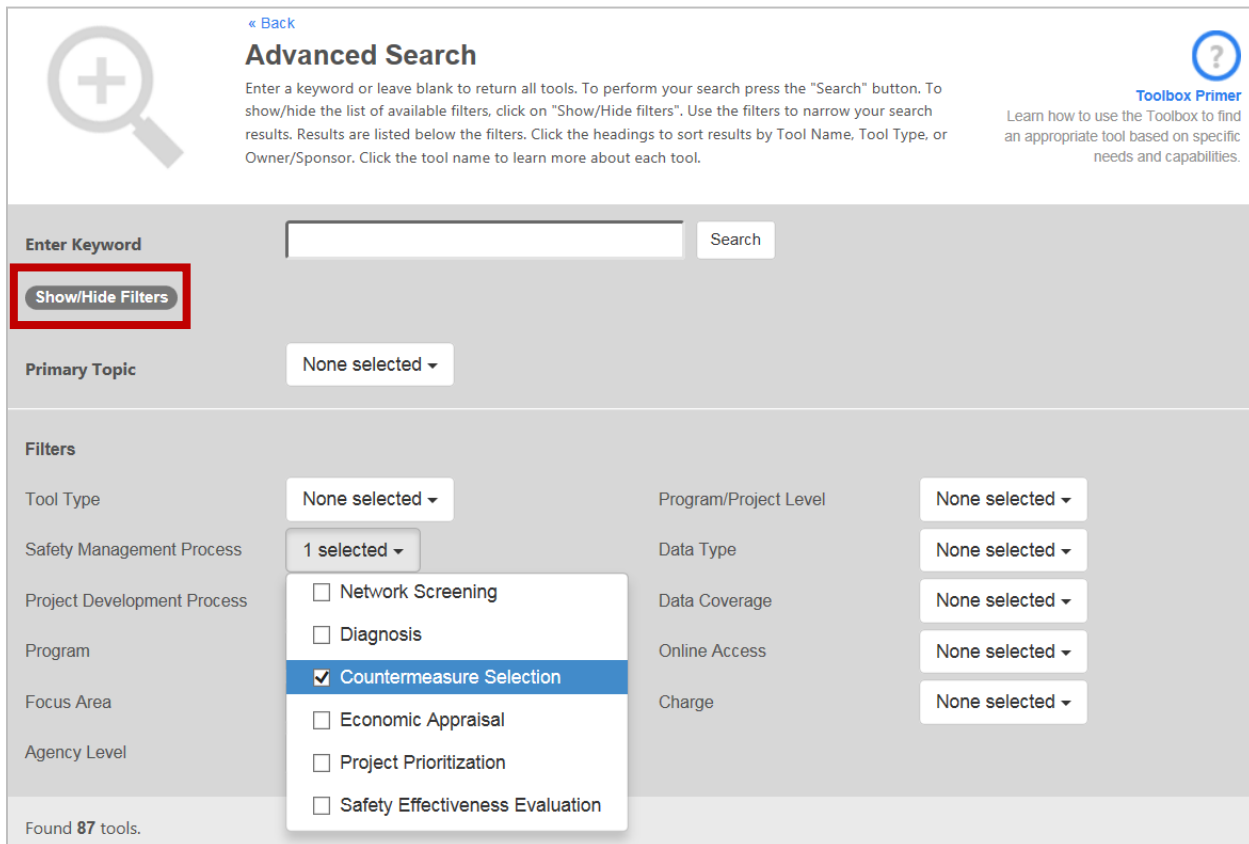 « Back
Advanced Search
Enter a keyword or leave blank to return all tools. To perform your search press the "Search" button. To
show/hide the list of available filters, click on "Show/Hide filters". Use the filters to narrow your search
results. Results are listed below the filters. Click the headings to sort results by Tool Name, Tool Type, or
Owner/Sponsor. Click the tool name to learn more about each tool.
?
Toolbox Primer
Learn how to use the Toolbox to find
an appropriate tool based on specific
needs and capabilities.
Enter Keyword
Search
Show/Hide Filters
Primary Topic
None selected
Filters
Tool Type
None selected
Program/Project Level
None selected
Safety Management Process
1 selected
Data Type
None selected
Network Screening
Project Development Process
Data Coverage
None selected
Diagnosis
Program
Online Access
None selected
Countermeasure Selection
Focus Area
Charge
None selected
Economic Appraisal
Agency Level
Project Prioritization
Safety Effectiveness Evaluation
Found 87 tools.